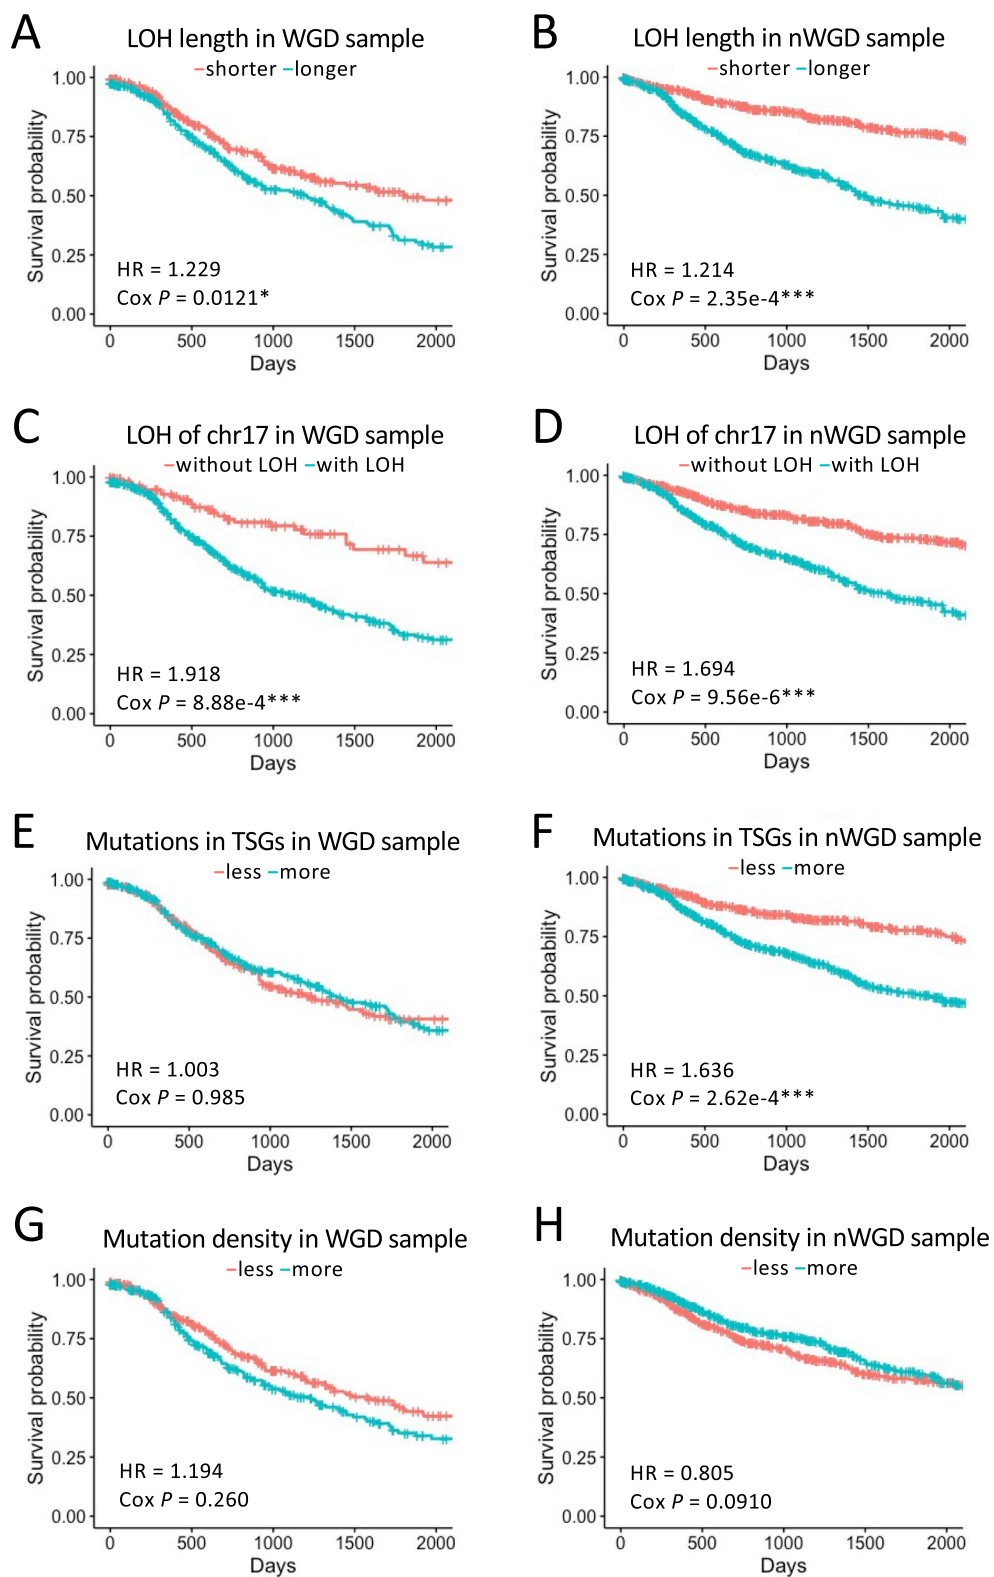 A
LOH length in WGD sample
shorter longer
Survival probability
1.00
0.75
0.50
0.25
0.00
HR = 1.229
Cox P = 0.0121*
0 500 1000 1500 2000
Days
B
LOH length in nWGD sample
shorter longer
Survival probability
1.00
0.75
0.50
0.25
0.00
HR = 1.214
Cox P = 2.35e-4***
0 500 1000 1500 2000
Days
C
LOH of chr17 in WGD sample
without LOH with LOH
Survival probability
1.00
0.75
0.50
0.25
0.00
HR = 1.918
Cox P = 8.88e-4***
0 500 1000 1500 2000
Days
D
LOH of chr17 in nWGD sample
without LOH with LOH
Survival probability
1.00
0.75
0.50
0.25
0.00
HR = 1.694
Cox P = 9.56e-6***
0 500 1000 1500 2000
Days
E
Mutations in TSGs in WGD sample
less more
Survival probability
1.00
0.75
0.50
0.25
0.00
HR = 1.003
Cox P = 0.985
0 500 1000 1500 2000
Days
F
Mutations in TSGs in nWGD sample
less more
Survival probability
1.00
0.75
0.50
0.25
0.00
HR = 1.636
Cox P = 2.62e-4***
0 500 1000 1500 2000
Days
G
Mutation density in WGD sample
less more
Survival probability
1.00
0.75
0.50
0.25
0.00
HR = 1.194
Cox P = 0.260
0 500 1000 1500 2000
Days
H
Mutation density in nWGD sample
less more
Survival probability
1.00
0.75
0.50
0.25
0.00
HR = 0.805
Cox P = 0.0910
0 500 1000 1500 2000
Days